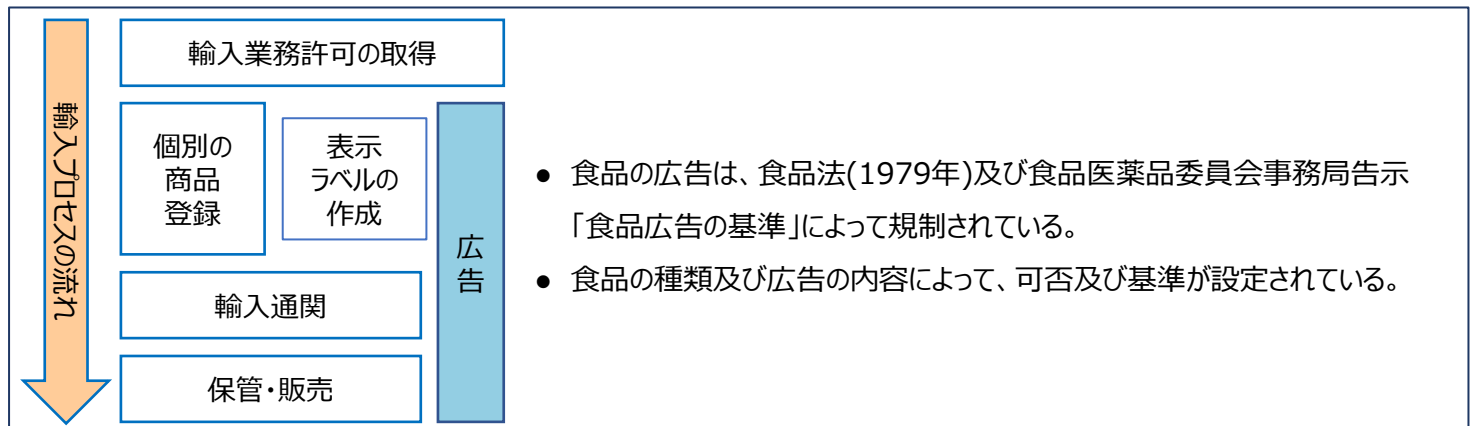 輸入プロセスの流れ
輸入業務許可の取得
個別の
商品
登録
表示
ラベルの
作成
広告
輸入通関
保管・販売
● 食品の広告は、食品法(1979年)及び食品医薬品委員会事務局告示
「食品広告の基準」によって規制されている。
● 食品の種類及び広告の内容によって、可否及び基準が設定されている。